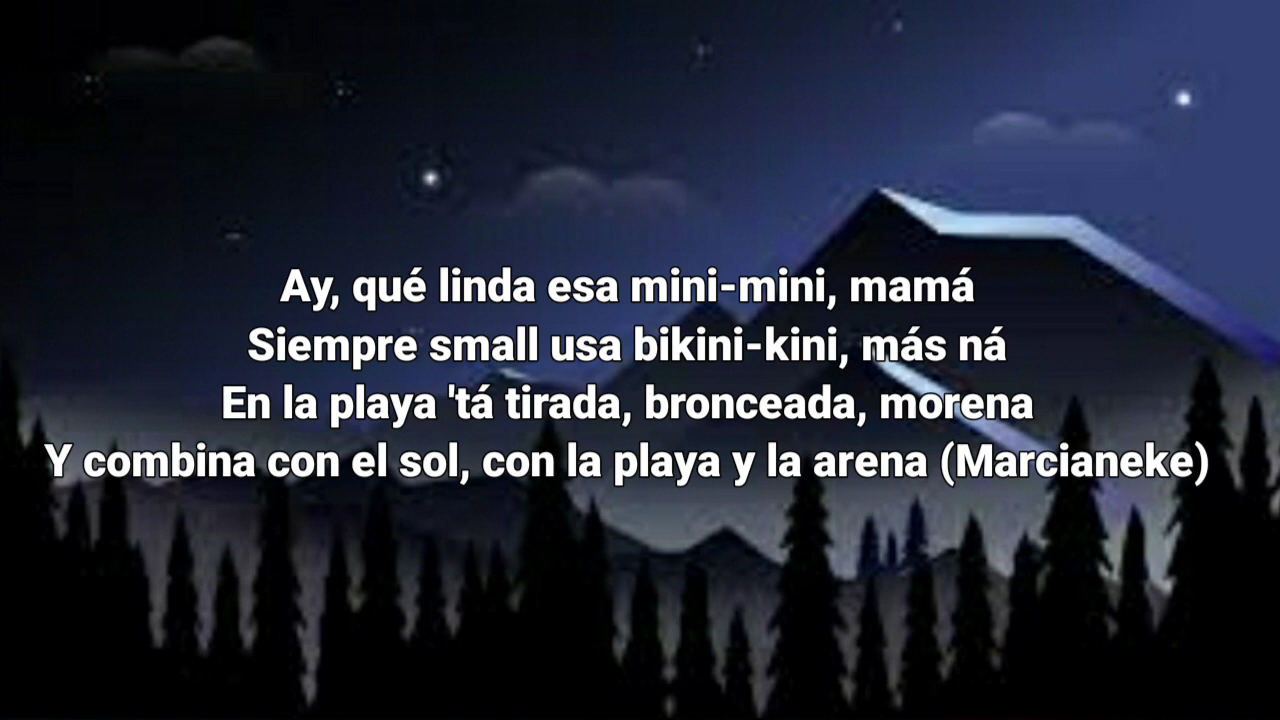 Ay, qué linda esa mini-mini, mamá
Siempre small usa bikini-kini, más ná
En la playa 'tá tirada, bronceada, morena
Y combina con el sol, con la playa y la arena (Marcianeke)